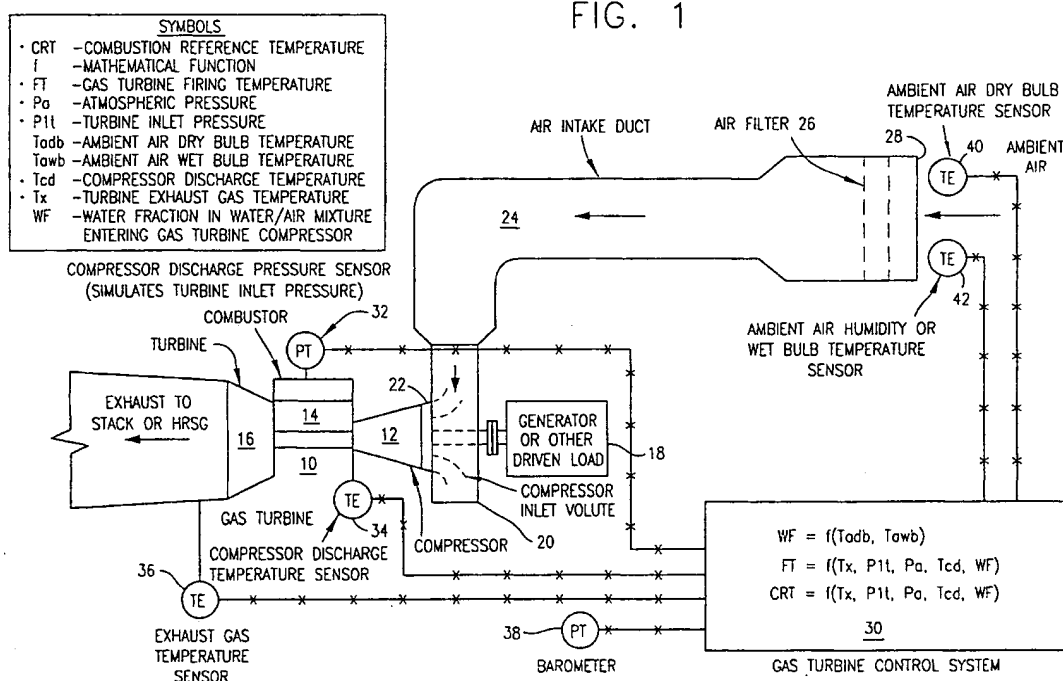 FIG. 1
SYMBOLS
· CRT –COMBUSTION REFERENCE TEMPERATURE
f –MATHEMATICAL FUNCTION
· FT –GAS TURBINE FIRING TEMPERATURE
· Pa –ATMOSPHERIC PRESSURE
· P1t –TURBINE INLET PRESSURE
Tadb –AMBIENT AIR DRY BULB TEMPERATURE
Tawb –AMBIENT AIR WET BULB TEMPERATURE
· Tcd –COMPRESSOR DISCHARGE TEMPERATURE
· Tx –TURBINE EXHAUST GAS TEMPERATURE
WF –WATER FRACTION IN WATER/AIR MIXTURE
ENTERING GAS TURBINE COMPRESSOR
AMBIENT AIR DRY BULB
TEMPERATURE SENSOR
AIR INTAKE DUCT
AIR FILTER 26
28
40
TE
AMBIENT
AIR
24
TE
42
AMBIENT AIR HUMIDITY OR
WET BULB TEMPERATURE
SENSOR
COMPRESSOR DISCHARGE PRESSURE SENSOR
(SIMULATES TURBINE INLET PRESSURE)
COMBUSTOR
32
PT
TURBINE
22
EXHAUST TO
STACK OR HRSG
16
14
10
12
GENERATOR
OR OTHER
DRIVEN LOAD
18
COMPRESSOR
INLET VOLUTE
GAS TURBINE
TE
34
COMPRESSOR
20
COMPRESSOR DISCHARGE
TEMPERATURE SENSOR
36
TE
EXHAUST GAS
TEMPERATURE
SENSOR
38
PT
BAROMETER
WF = f(Tadb, Tawb)
FT = f(Tx, P1t, Pa, Tcd, WF)
CRT = f(Tx, P1t, Pa, Tcd, WF)
30
GAS TURBINE CONTROL SYSTEM